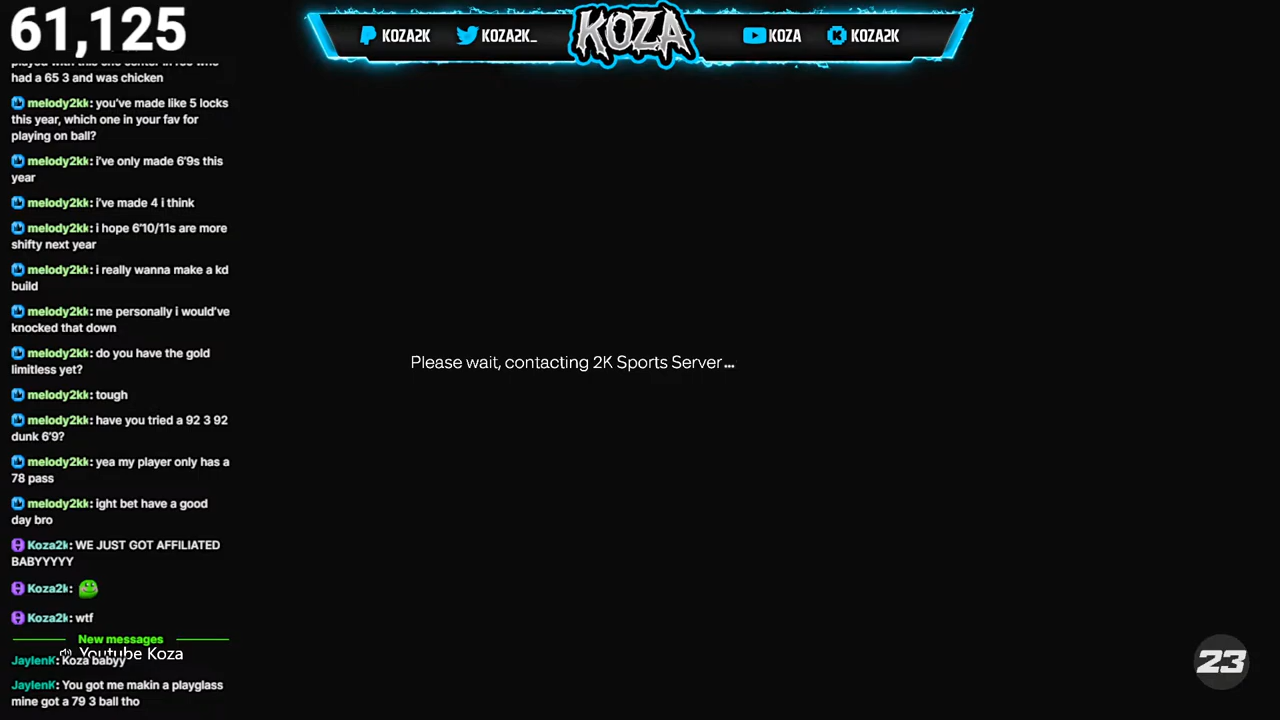 61,125
KOZA2K
KOZA2K_
KOZA
KOZA
KOZA2K
had a 65 3 and was chicken
melody2kk: you've made like 5 locks
this year, which one in your fav for
playing on ball?
melody2kk: i've only made 6'9s this
year
melody2kk: i've made 4 i think
melody2kk: i hope 6'10/11s are more
shifty next year
melody2kk: i really wanna make a kd
build
melody2kk: me personally i would've
knocked that down
melody2kk: do you have the gold
limitless yet?
melody2kk: tough
melody2kk: have you tried a 92 3 92
dunk 6'9?
melody2kk: yea my player only has a
78 pass
melody2kk: ight bet have a good
day bro
Koza2k: WE JUST GOT AFFILIATED
BABYYYYY
Koza2k:
Koza2k: wtf
New messages
Youtube Koza
JaylenK: Koza babyy
JaylenK: You got me makin a playglass
mine got a 79 3 ball tho
Please wait, contacting 2K Sports Server...
23